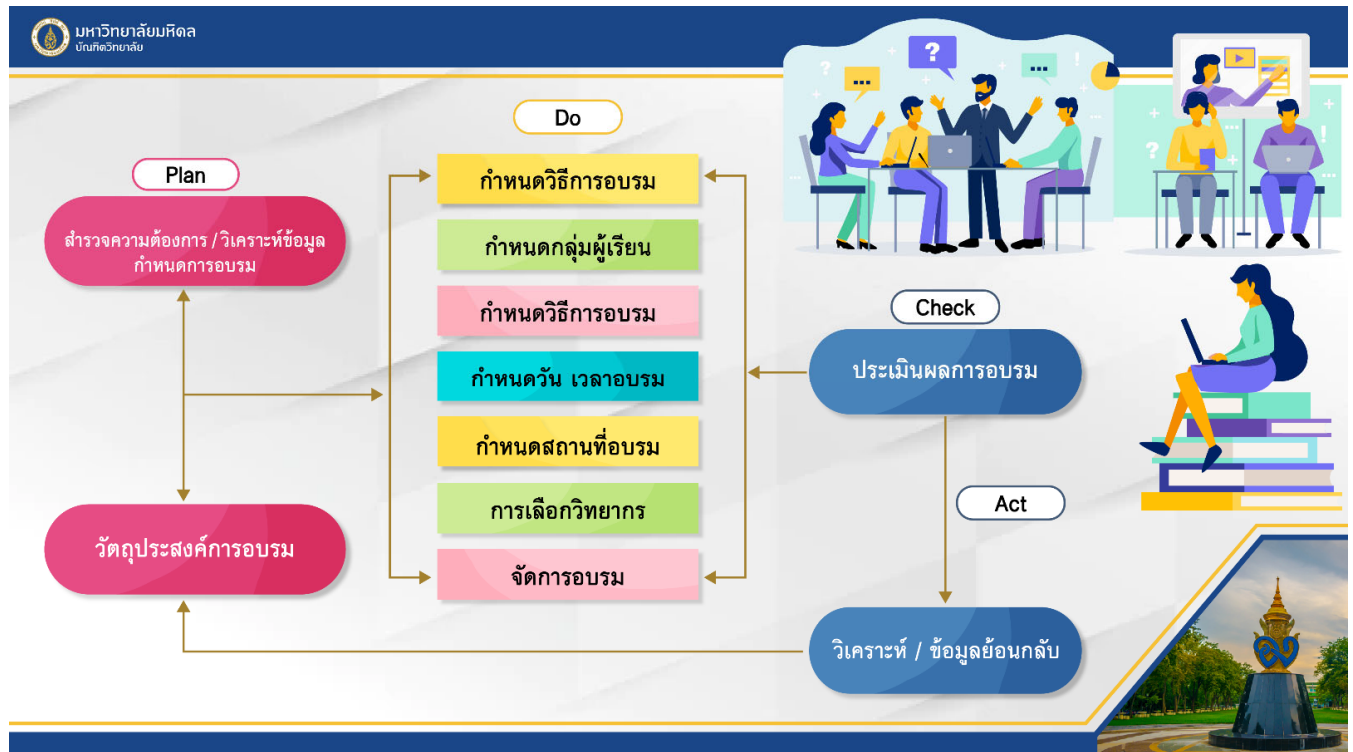 มหาวิทยาลัยมหิดล
บัณฑิตวิทยาลัย
Plan
สำรวจความต้องการ / วิเคราะห์ข้อมูล
กำหนดการอบรม
วัตถุประสงค์การอบรม
Do
กำหนดวิธีการอบรม
กำหนดกลุ่มผู้เรียน
กำหนดวิธีการอบรม
กำหนดวัน เวลาอบรม
กำหนดสถานที่อบรม
การเลือกวิทยากร
จัดการอบรม
Check
ประเมินผลการอบรม
Act
วิเคราะห์ / ข้อมูลย้อนกลับ